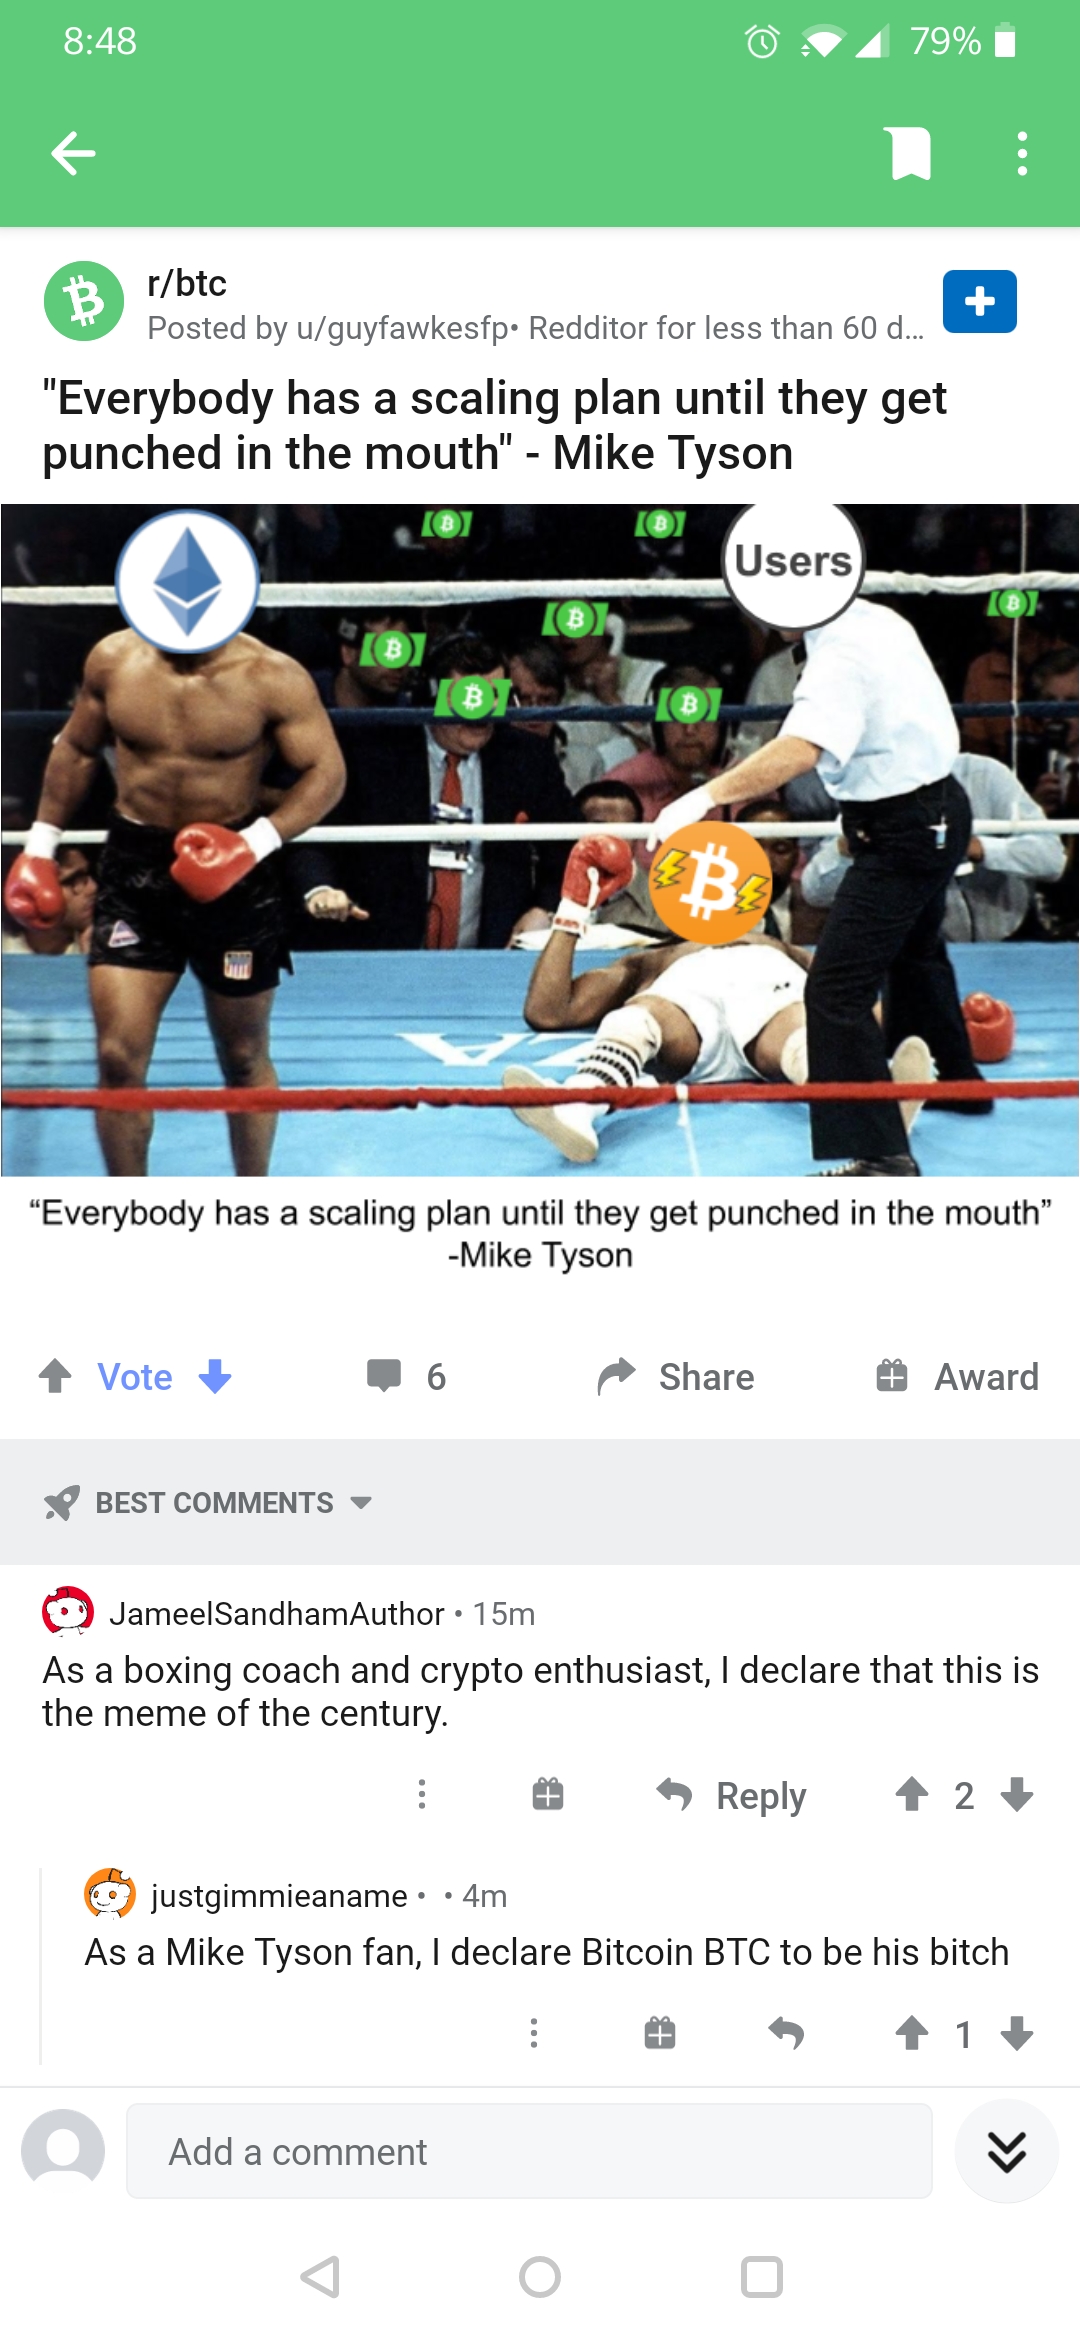 8:48
79%
r/btc
Posted by u/guyfawkesfp• Redditor for less than 60 d...
"Everybody has a scaling plan until they get
punched in the mouth" - Mike Tyson
Users
“Everybody has a scaling plan until they get punched in the mouth”
-Mike Tyson
Vote
6
Share
Award
BEST COMMENTS
JameelSandhamAuthor • 15m
As a boxing coach and crypto enthusiast, I declare that this is
the meme of the century.
Reply
2
justgimmieaname • • 4m
As a Mike Tyson fan, I declare Bitcoin BTC to be his bitch
1
Add a comment